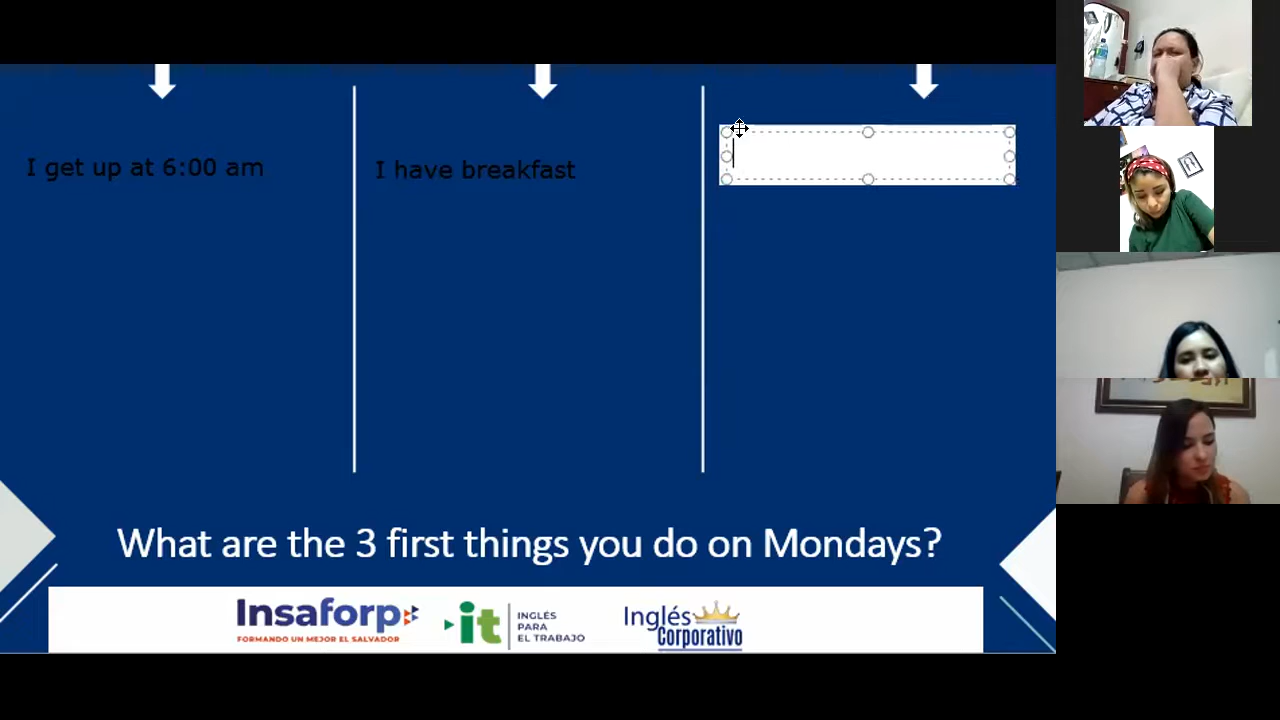 I get up at 6:00 am
I have breakfast
What are the 3 first things you do on Mondays?
Insaforp
FORMANDO UN MEJOR EL SALVADOR
it
INGLÉS
PARA
EL TRABAJO
Inglés
Corporativo